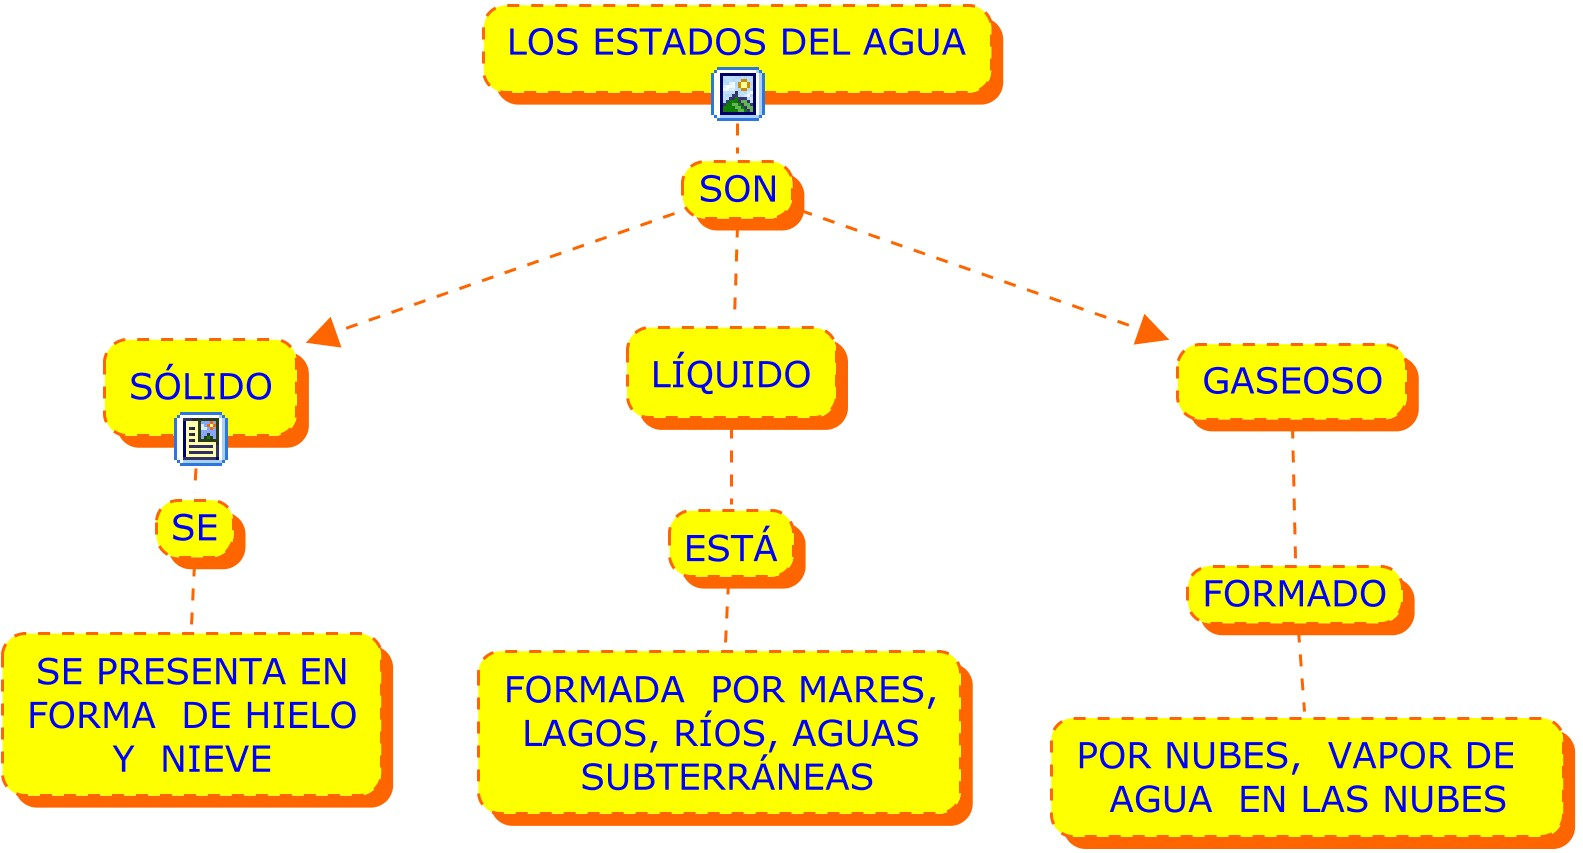 LOS ESTADOS DEL AGUA
SON
SÓLIDO
LÍQUIDO
GASEOSO
SE
ESTÁ
FORMADO
SE PRESENTA EN
FORMA DE HIELO
Y NIEVE
FORMADA POR MARES,
LAGOS, RÍOS, AGUAS
SUBTERRÁNEAS
POR NUBES, VAPOR DE
AGUA EN LAS NUBES